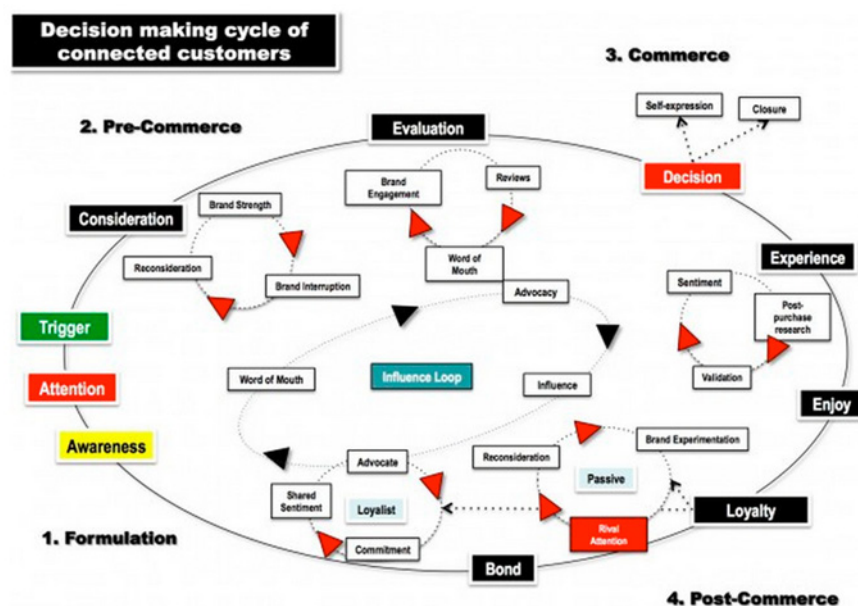 Decision making cycle of
connected customers
3. Commerce
Self-expression
Closure
2. Pre-Commerce
Evaluation
Decision
Brand
Engagement
Reviews
Consideration
Brand Strength
Word of
Mouth
Reconsideration
Brand Interruption
Advocacy
Experience
Sentiment
Post-
purchase
research
Trigger
Validation
Attention
Word of Mouth
Influence Loop
Influence
Enjoy
Awareness
Advocate
Reconsideration
Brand Experimentation
Shared
Sentiment
Loyalist
Passive
Commitment
Rival
Attention
Loyalty
1. Formulation
Bond
4. Post-Commerce